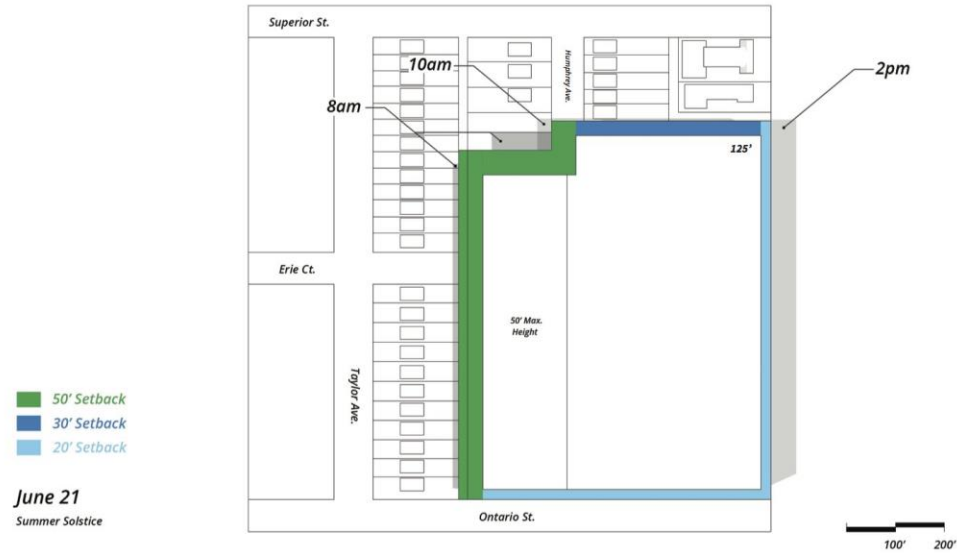 Superior St.
Humphrey Ave.
10am
2pm
8am
125'
Erie Ct.
50' Max.
Height
Taylor Ave.
50' Setback
30' Setback
20' Setback
June 21
Summer Solstice
Ontario St.
100'
200'